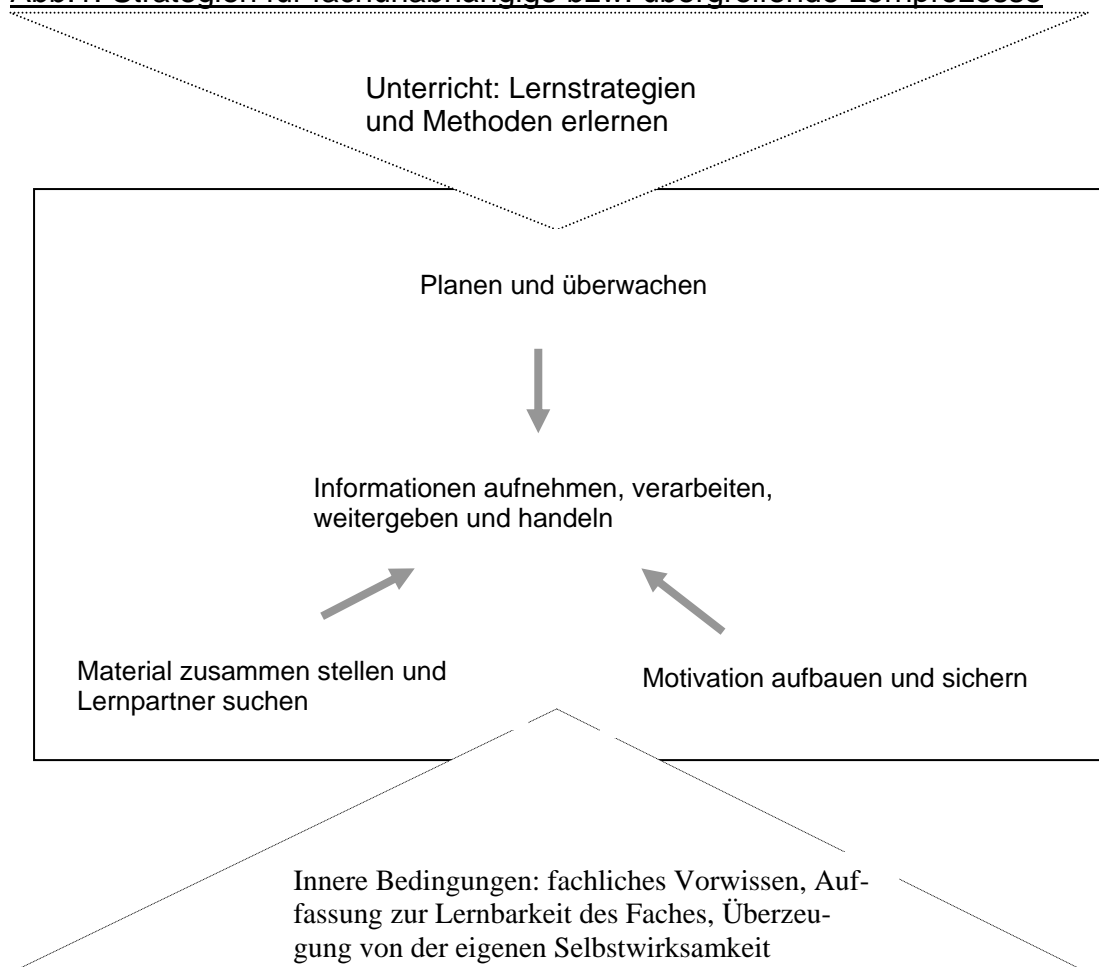 Abb.1: Strategien für fachunabhängige bzw. übergreifende Lernprozesse
Unterricht: Lernstrategien
und Methoden erlernen
Planen und überwachen
Informationen aufnehmen, verarbeiten,
weitergeben und handeln
Material zusammen stellen und
Lernpartner suchen
Motivation aufbauen und sichern
Innere Bedingungen: fachliches Vorwissen, Auf-
fassung zur Lernbarkeit des Faches, Überzeu-
gung von der eigenen Selbstwirksamkeit